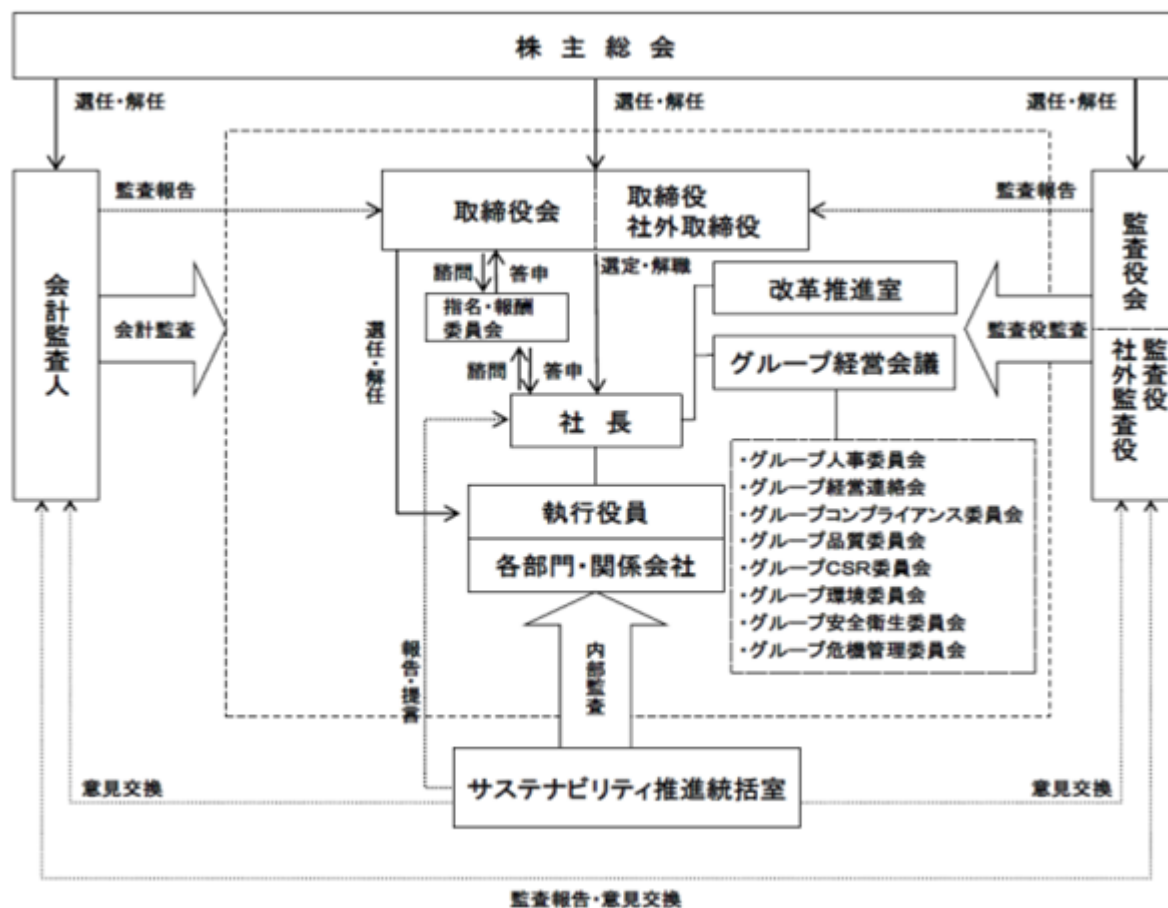 株主総会
選任・解任
選任・解任
選任・解任
会計監査人
監査報告
会計監査
取締役会
取締役
社外取締役
監査報告
監査役会
監査役
社外監査役
監査役監査
諮問
答申
選定・解職
指名・報酬
委員会
選任・解任
諮問
答申
社長
改革推進室
グループ経営会議
・グループ人事委員会
・グループ経営連絡会
・グループコンプライアンス委員会
・グループ品質委員会
・グループCSR委員会
・グループ環境委員会
・グループ安全衛生委員会
・グループ危機管理委員会
執行役員
各部門・関係会社
報告・提言
内部監査
サステナビリティ推進統括室
意見交換
意見交換
監査報告・意見交換